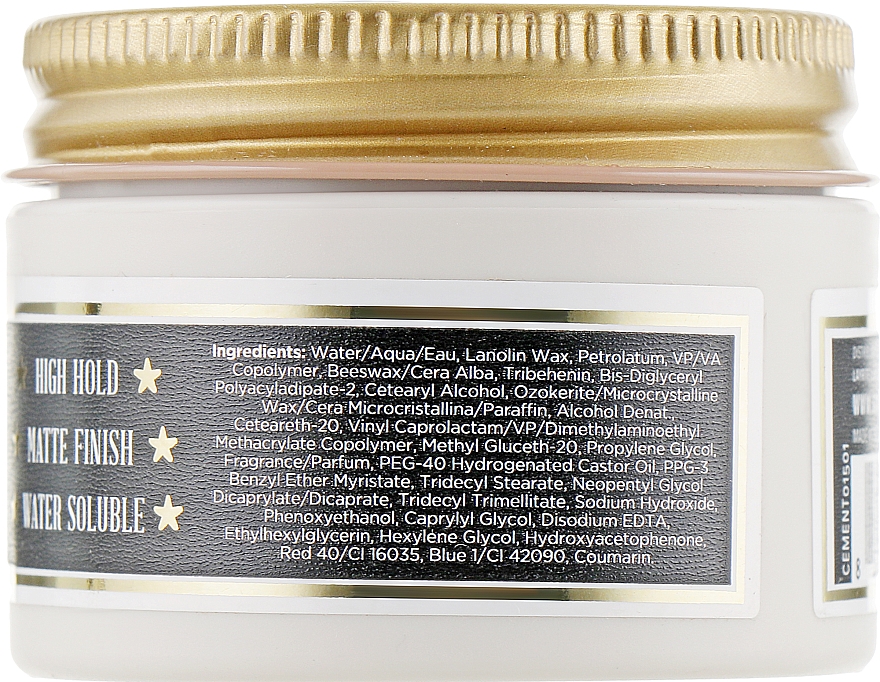 HIGH HOLD
MATTE FINISH
WATER SOLUBLE
Ingredients: Water/Aqua/Eau, Lanolin Wax, Petrolatum, VP/VA
Copolymer, Beeswax/Cera Alba, Tribehenin, Bis-Diglyceryl
Polyacyladipate-2, Cetearyl Alcohol, Ozokerite/Microcrystalline
Wax/Cera Microcristallina/Paraffin, Alcohol Denat.,
Ceteareth-20, Vinyl Caprolactam/VP/Dimethylaminoethyl
Methacrylate Copolymer, Methyl Gluceth-20, Propylene Glycol,
Fragrance/Parfum, PEG-40 Hydrogenated Castor Oil, PPG-3
Benzyl Ether Myristate, Tridecyl Stearate, Neopentyl Glycol
Dicaprylate/Dicaprate, Tridecyl Trimellitate, Sodium Hydroxide,
Phenoxyethanol, Caprylyl Glycol, Disodium EDTA,
Ethylhexylglycerin, Hexylene Glycol, Hydroxyacetophenone,
Red 40/CI 16035, Blue 1/CI 42090, Coumarin.
CEMENT01501
8